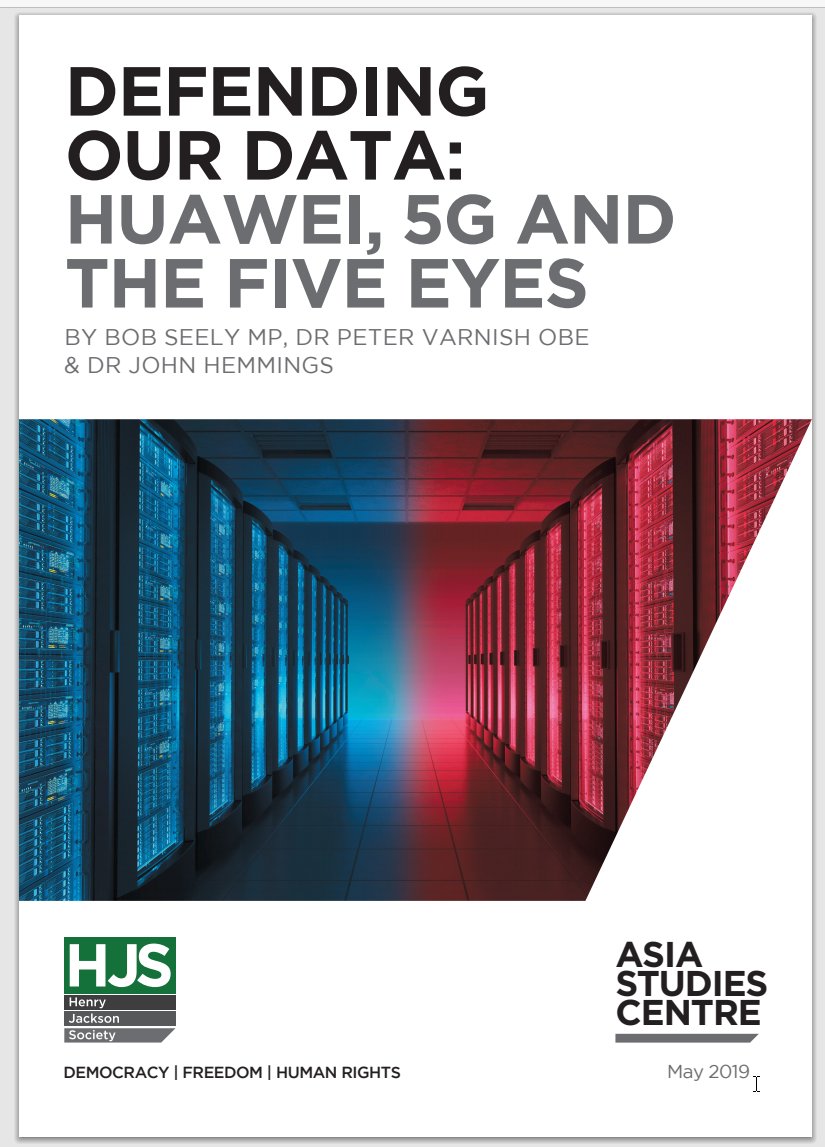 DEFENDING
OUR DATA:
HUAWEI, 5G AND
THE FIVE EYES
BY BOB SEELY MP, DR PETER VARNISH OBE
& DR JOHN HEMMINGS
HJS
Henry
Jackson
Society
DEMOCRACY | FREEDOM | HUMAN RIGHTS
ASIA
STUDIES
CENTRE
May 2019